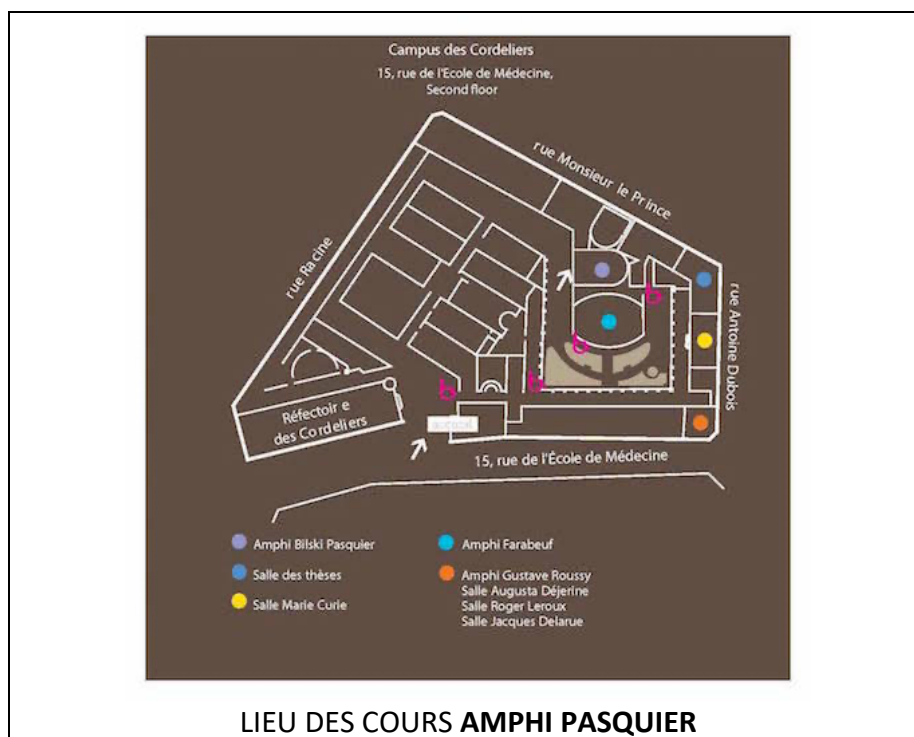 Campus des Cordeliers
15, rue de l'Ecole de Médecine,
Second floor
rue Monsieur le Prince
rue Racine
rue Antoine Dubois
Réfectoir e
des Cordeliers
15, rue de l'École de Médecine
Amphi Bilski Pasquier
Salle des thèses
Salle Marie Curie
Amphi Farabeuf
Amphi Gustave Roussy
Salle Augusta Déjerine
Salle Roger Leroux
Salle Jacques Delarue
LIEU DES COURS AMPHI PASQUIER